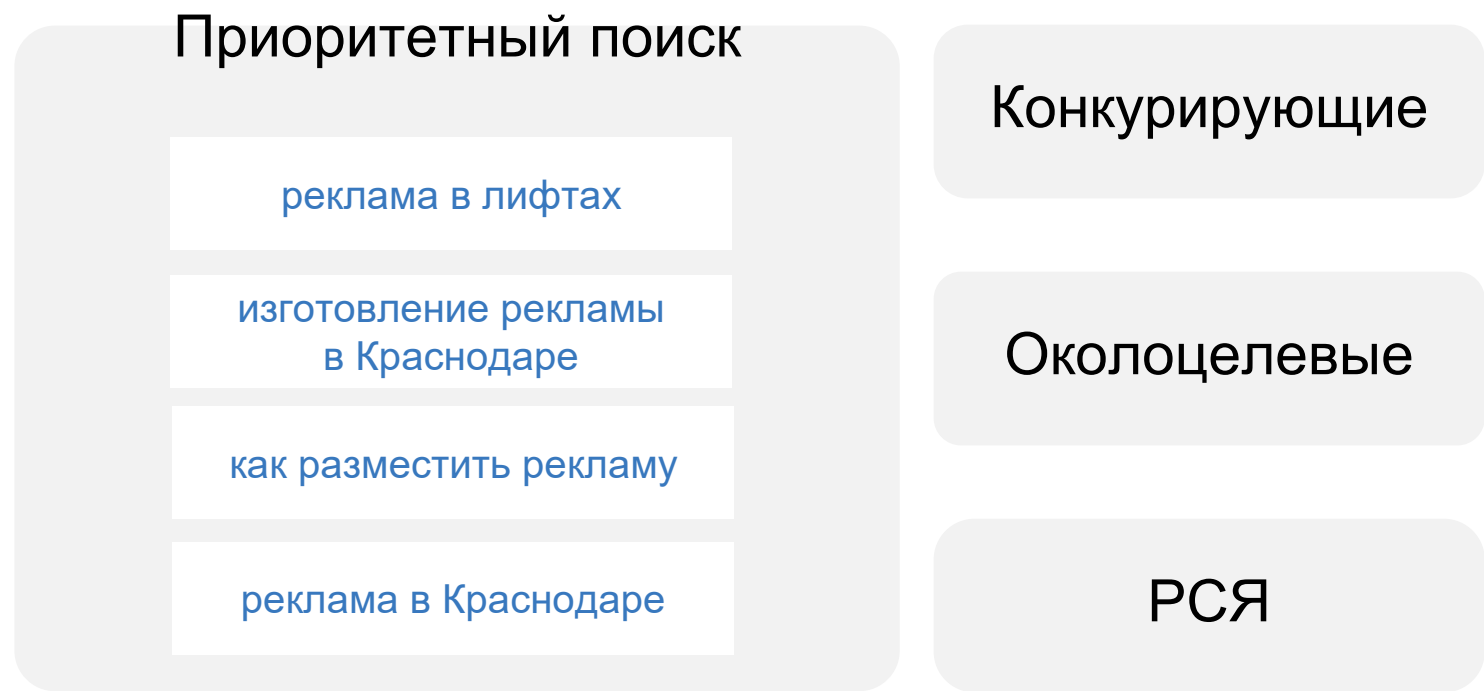 Приоритетный поиск
реклама в лифтах
изготовление рекламы
в Краснодаре
как разместить рекламу
реклама в Краснодаре
Конкурирующие
Околоцелевые
РСЯ